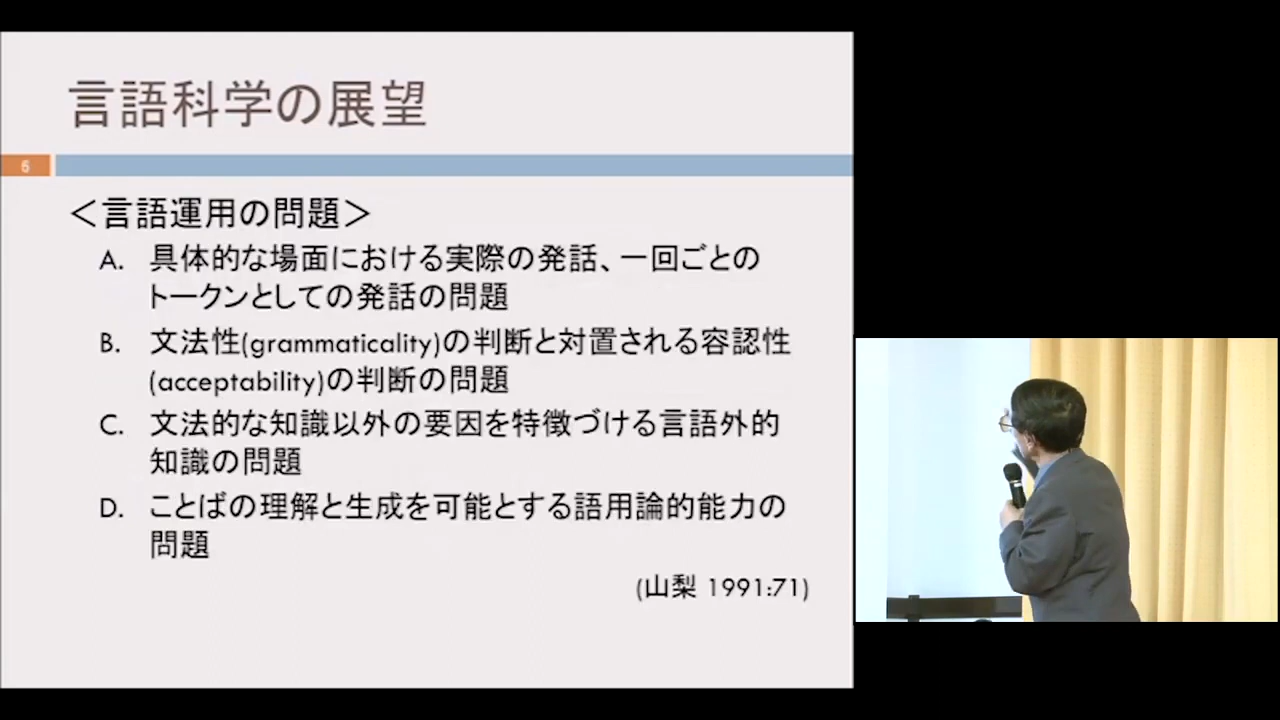 言語科学の展望
6
＜言語運用の問題＞
A. 具体的な場面における実際の発話、一回ごとの
トークンとしての発話の問題
B. 文法性(grammaticality)の判断と対置される容認性
(acceptability)の判断の問題
C. 文法的な知識以外の要因を特徴づける言語外的
知識の問題
D. ことばの理解と生成を可能とする語用論的能力の
問題
(山梨 1991:71)